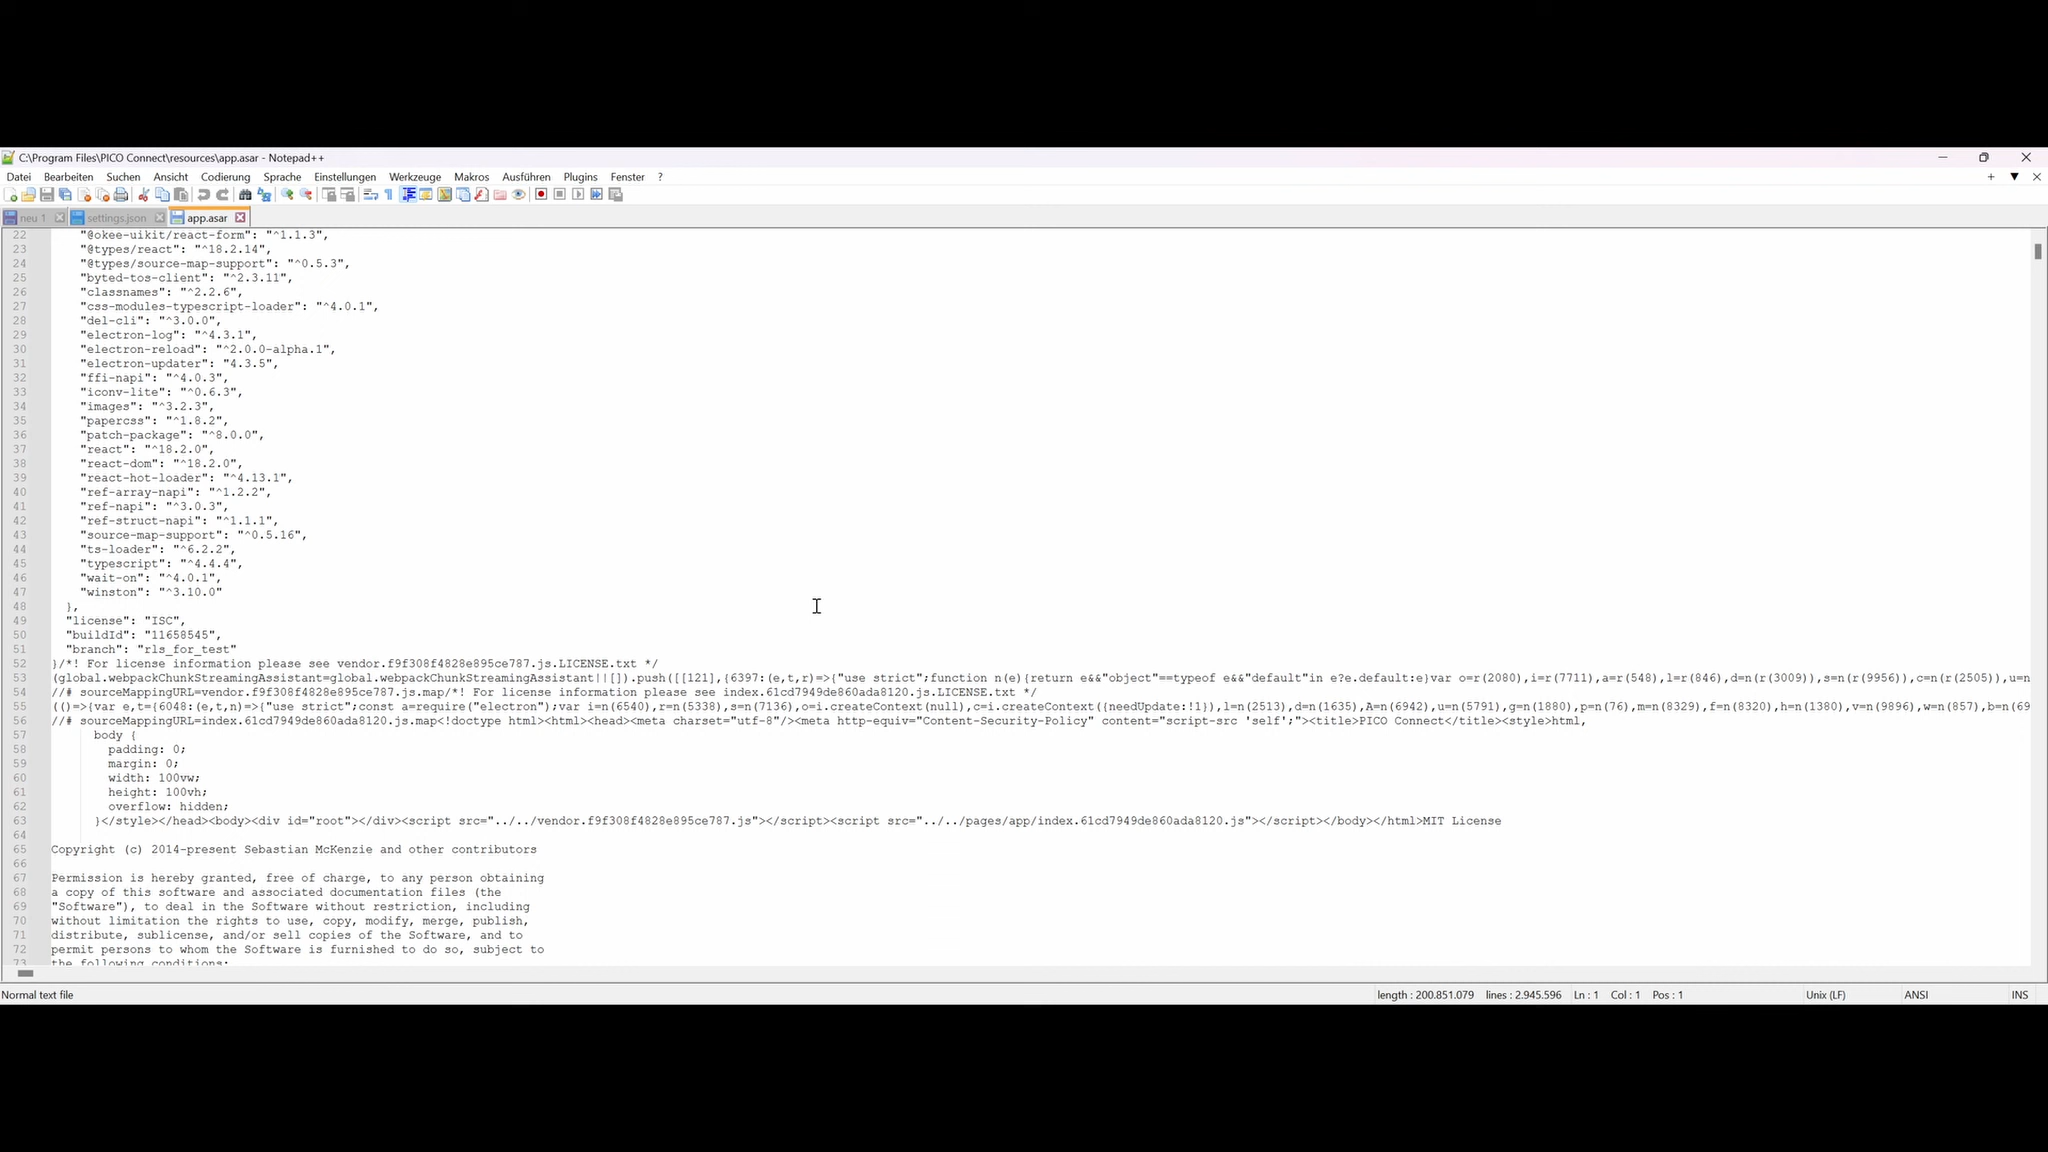 C:\Program Files\PICO Connect\resources\app.asar - Notepad++
Datei Bearbeiten Suchen Ansicht Codierung Sprache Einstellungen Werkzeuge Makros Ausführen Plugins Fenster ?
neu 1 settings.json app.asar
22 "@okee-uikit/react-form": "^1.1.3",
23 "@types/react": "^18.2.14",
24 "@types/source-map-support": "^0.5.3",
25 "byted-tos-client": "^2.3.11",
26 "classnames": "^2.2.6",
27 "css-modules-typescript-loader": "^4.0.1",
28 "del-cli": "^3.0.0",
29 "electron-log": "^4.3.1",
30 "electron-reload": "^2.0.0-alpha.1",
31 "electron-updater": "4.3.5",
32 "ffi-napi": "^4.0.3",
33 "iconv-lite": "^0.6.3",
34 "images": "^3.2.3",
35 "papercss": "^1.8.2",
36 "patch-package": "^8.0.0",
37 "react": "^18.2.0",
38 "react-dom": "^18.2.0",
39 "react-hot-loader": "^4.13.1",
40 "ref-array-napi": "^1.2.2",
41 "ref-napi": "^3.0.3",
42 "ref-struct-napi": "^1.1.1",
43 "source-map-support": "^0.5.16",
44 "ts-loader": "^6.2.2",
45 "typescript": "^4.4.4",
46 "wait-on": "^4.0.1",
47 "winston": "^3.10.0"
48 },
49 "license": "ISC",
50 "buildId": "11658545",
51 "branch": "rls_for_test"
52 }/*! For license information please see vendor.f9f308f4828e895ce787.js.LICENSE.txt */
53 (global.webpackChunkStreamingAssistant=global.webpackChunkStreamingAssistant||[]).push([[121],{6397:(e,t,r)=>{"use strict";function n(e){return e&&"object"==typeof e&&"default"in e?e.default:e}var o=r(2080),i=r(7711),a=r(548),l=r(846),d=n(r(3009)),s=n(r(9956)),c=n(r(2505)),u=n
54 //# sourceMappingURL=vendor.f9f308f4828e895ce787.js.map/*! For license information please see index.61cd7949de860ada8120.js.LICENSE.txt */
55 (()=>{var e,t={6048:(e,t,n)=>{"use strict";const a=require("electron");var i=n(6540),r=n(5338),s=n(7136),o=i.createContext(null),c=i.createContext({needUpdate:!1}),l=n(2513),d=n(1635),A=n(6942),u=n(5791),g=n(1880),p=n(76),m=n(8329),f=n(8320),h=n(1380),v=n(9896),w=n(857),b=n(69
56 //# sourceMappingURL=index.61cd7949de860ada8120.js.map<!doctype html><html><head><meta charset="utf-8"/><meta http-equiv="Content-Security-Policy" content="script-src 'self';"><title>PICO Connect</title><style>html,
57 body {
58 padding: 0;
59 margin: 0;
60 width: 100vw;
61 height: 100vh;
62 overflow: hidden;
63 }</style></head><body><div id="root"></div><script src="../../vendor.f9f308f4828e895ce787.js"></script><script src="../../pages/app/index.61cd7949de860ada8120.js"></script></body></html>MIT License
64
65 Copyright (c) 2014-present Sebastian McKenzie and other contributors
66
67 Permission is hereby granted, free of charge, to any person obtaining
68 a copy of this software and associated documentation files (the
69 "Software"), to deal in the Software without restriction, including
70 without limitation the rights to use, copy, modify, merge, publish,
71 distribute, sublicense, and/or sell copies of the Software, and to
72 permit persons to whom the Software is furnished to do so, subject to
73 the following conditions:
Normal text file length : 200.851.079 lines : 2.945.596 Ln : 1 Col : 1 Pos : 1 Unix (LF) ANSI INS